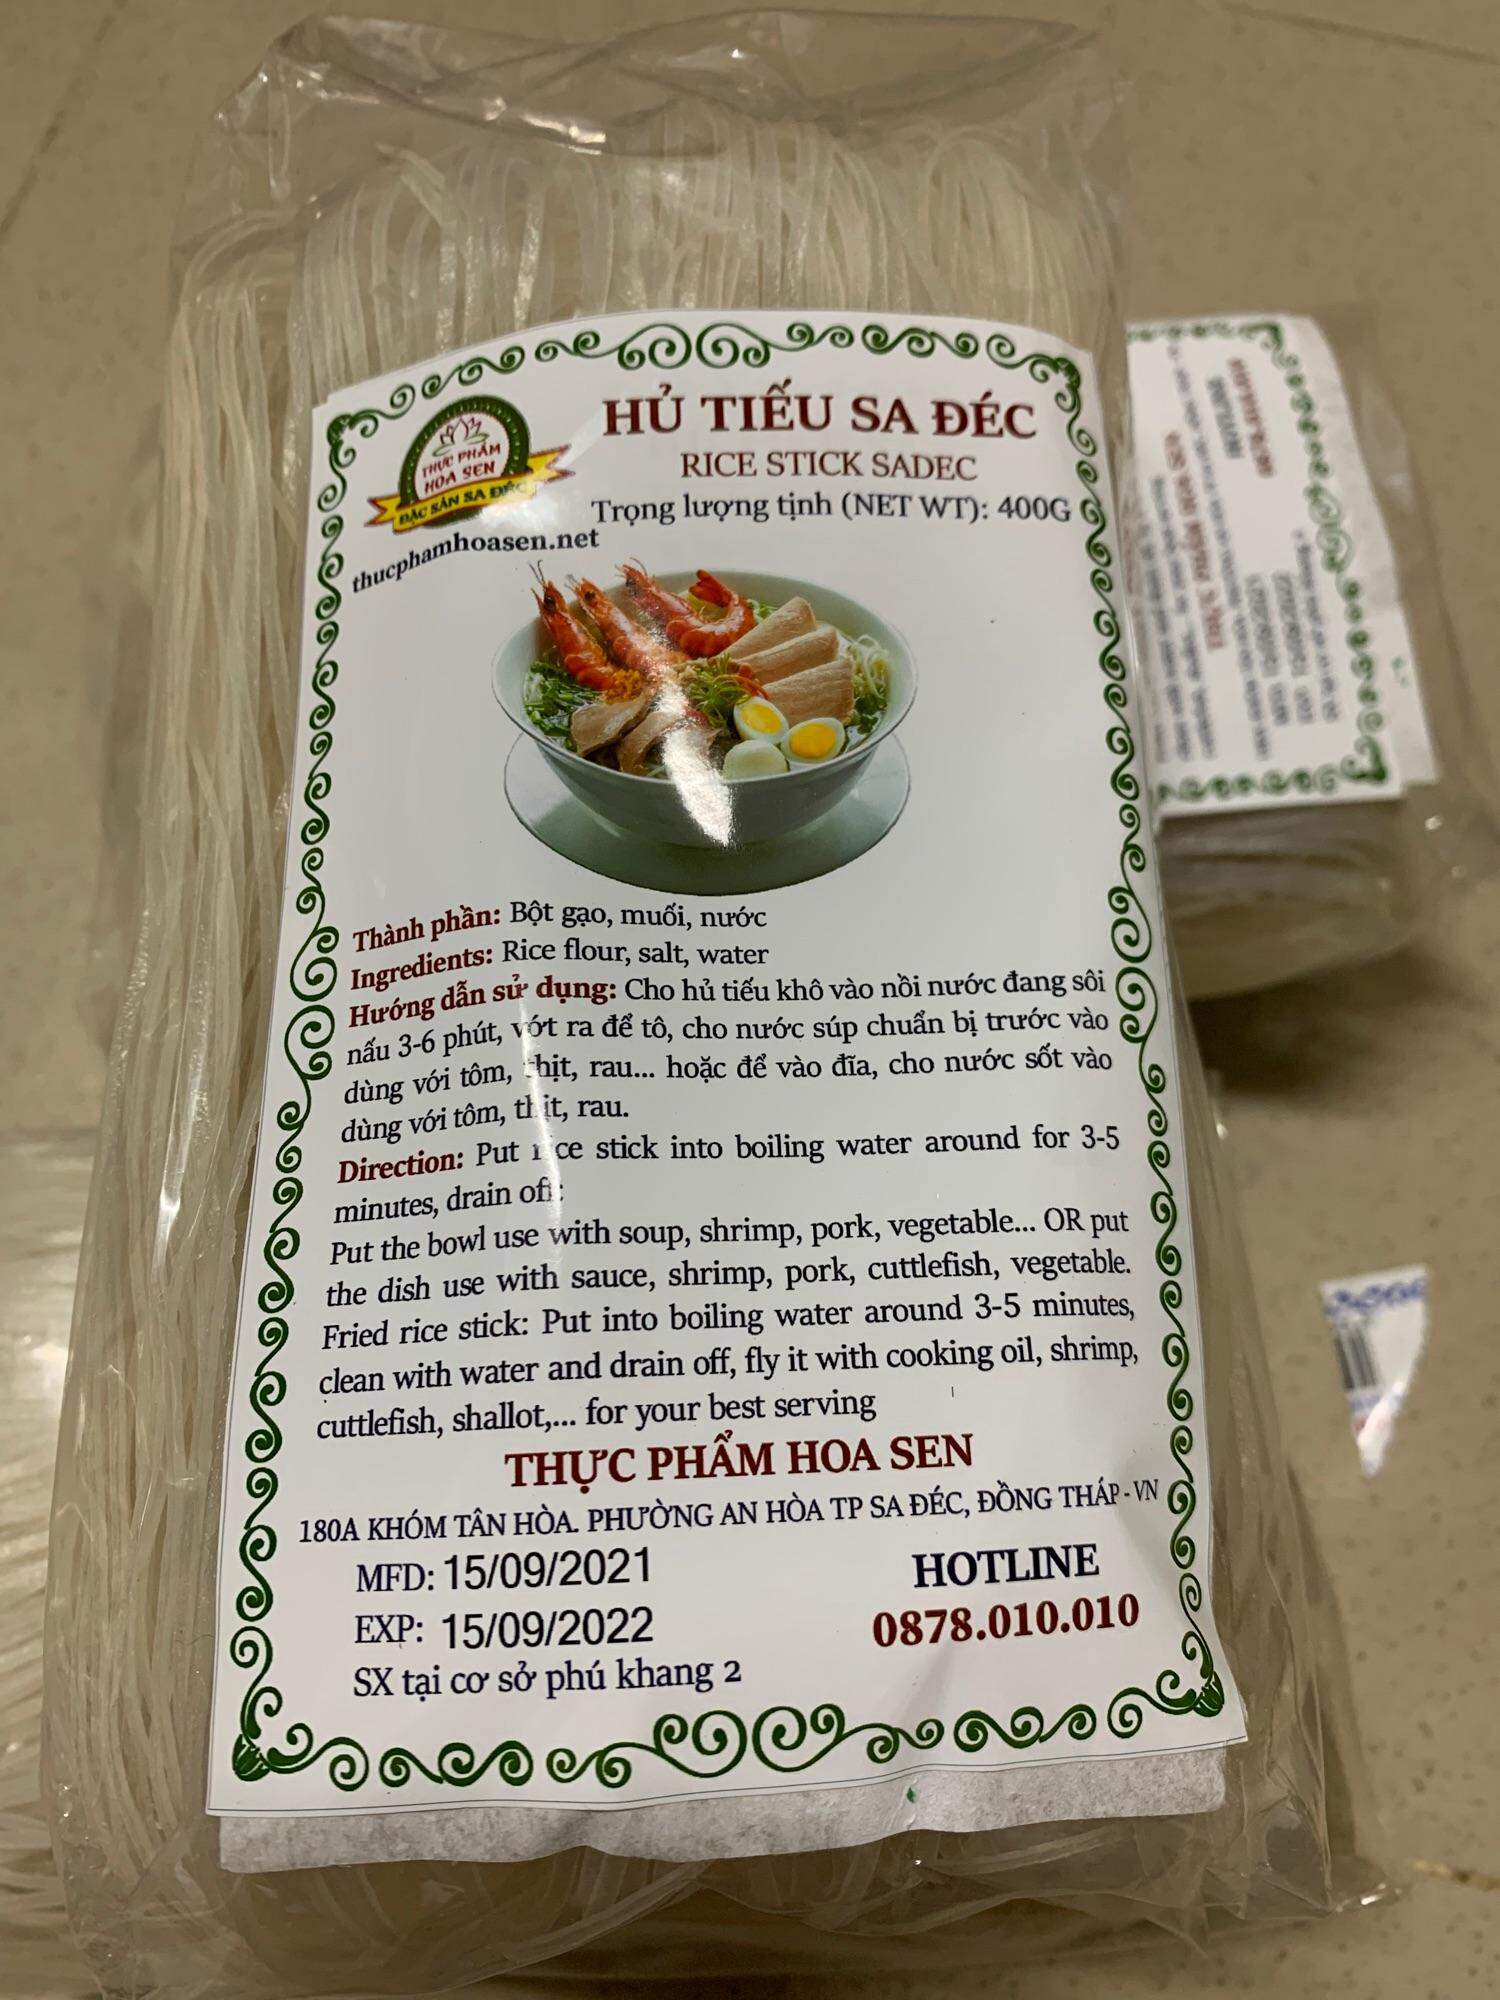 HỦ TIẾU SA ĐÉC
RICE STICK SADEC
Trọng lượng tịnh (NET WT): 400G
THỰC PHẨM
HOA SEN
ĐẶC SẢN SA ĐÉC
thucphamhoasen.net
Thành phần: Bột gạo, muối, nước
Ingredients: Rice flour, salt, water
Hướng dẫn sử dụng: Cho hủ tiếu khô vào nồi nước đang sôi
nấu 3-6 phút, vớt ra để tô, cho nước súp chuẩn bị trước vào
dùng với tôm, thịt, rau... hoặc để vào đĩa, cho nước sốt vào
dùng với tôm, thịt, rau.
Direction: Put rice stick into boiling water around for 3-5
minutes, drain off:
Put the bowl use with soup, shrimp, pork, vegetable... OR put
the dish use with sauce, shrimp, pork, cuttlefish, vegetable.
Fried rice stick: Put into boiling water around 3-5 minutes,
clean with water and drain off, fly it with cooking oil, shrimp,
cuttlefish, shallot,... for your best serving
THỰC PHẨM HOA SEN
180A KHÓM TÂN HÒA. PHƯỜNG AN HÒA TP SA ĐÉC, ĐỒNG THÁP - VN
MFD: 15/09/2021
EXP: 15/09/2022
SX tại cơ sở phú khang 2
HOTLINE
0878.010.010